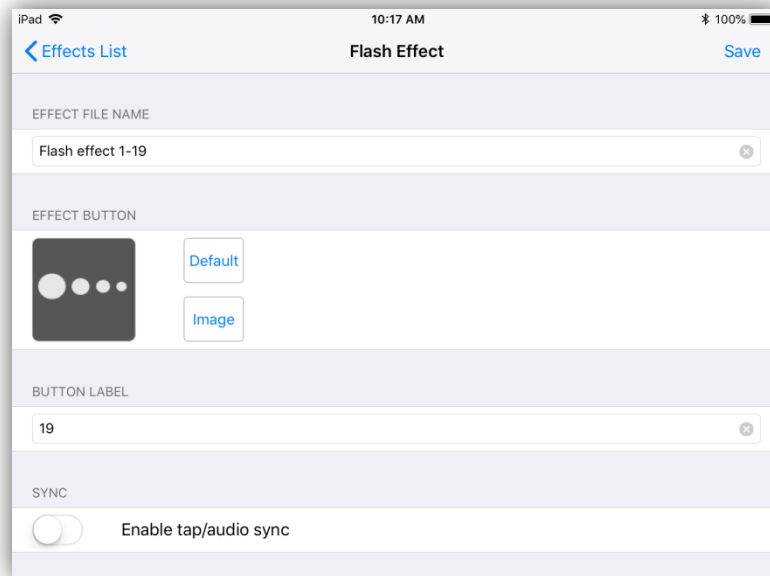 iPad 10:17 AM 100%
Effects List Flash Effect Save
EFFECT FILE NAME
Flash effect 1-19
EFFECT BUTTON
Default
Image
BUTTON LABEL
19
SYNC
Enable tap/audio sync